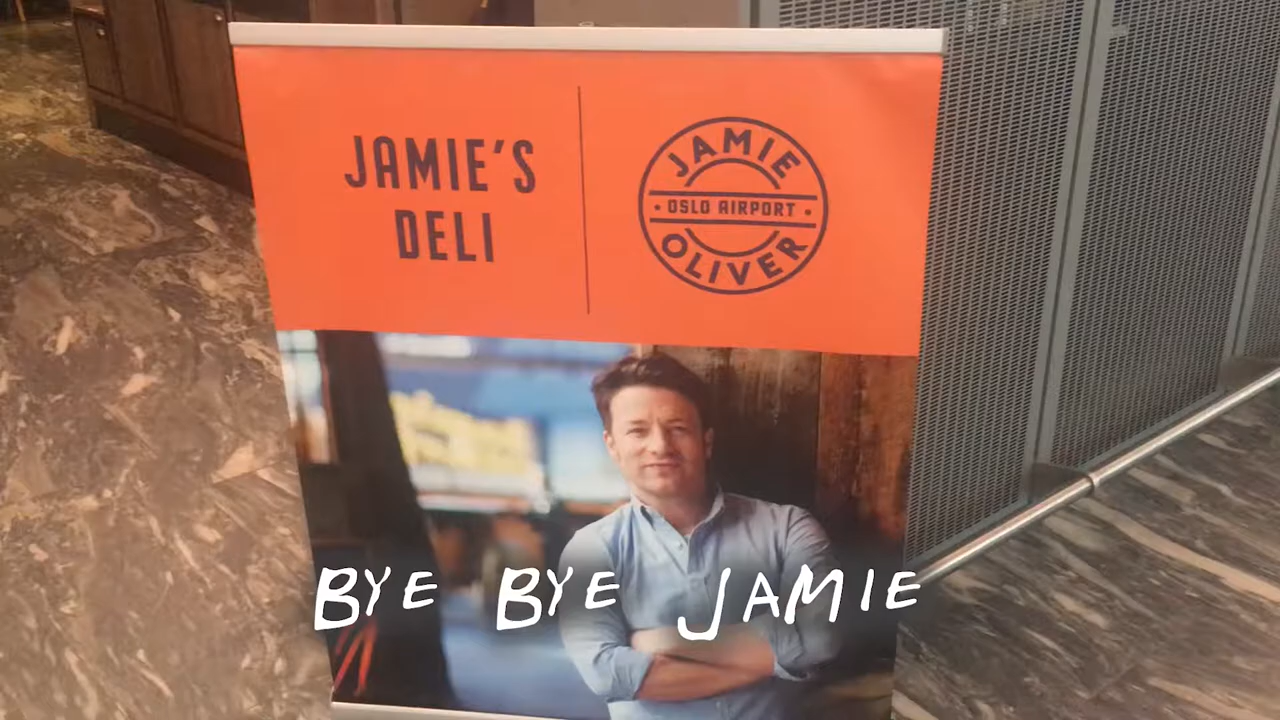 JAMIE'S
DELI
JAMIE
• OSLO AIRPORT •
OLIVER
BYE BYE JAMIE